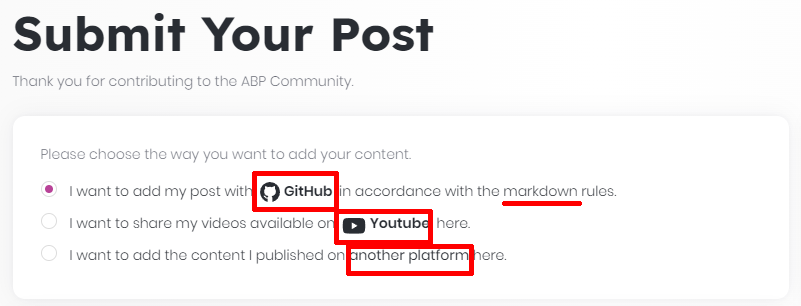 Submit Your Post
Thank you for contributing to the ABP Community.
Please choose the way you want to add your content.
I want to add my post with GitHub in accordance with the markdown rules.
I want to share my videos available on Youtube here.
I want to add the content I published on another platform here.